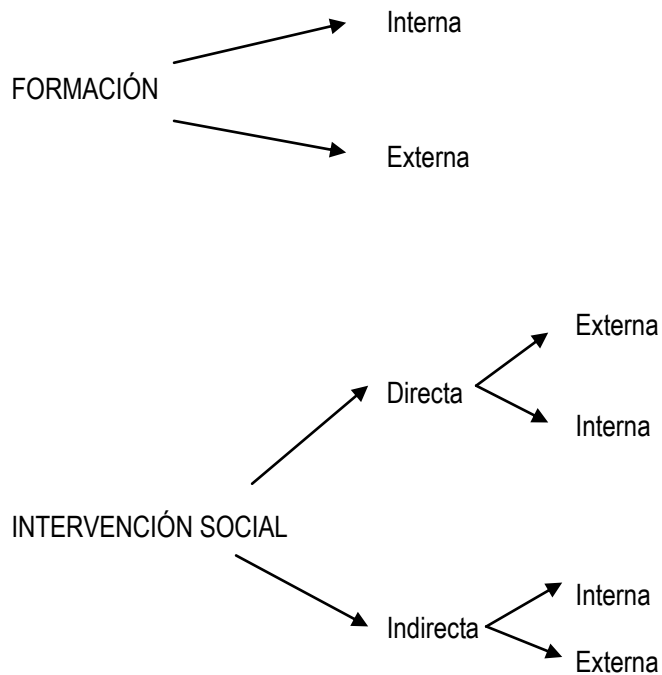 Interna
FORMACIÓN
Externa
Externa
Directa
Interna
INTERVENCIÓN SOCIAL
Interna
Indirecta
Externa